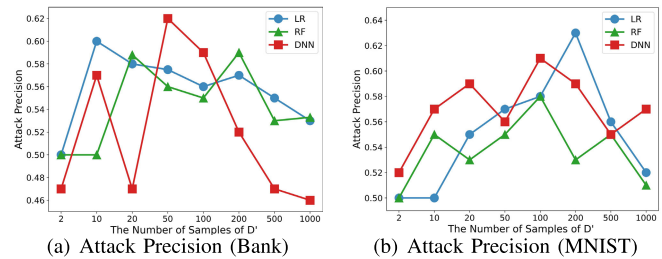 0.62
0.60
0.58
0.56
0.54
0.52
0.50
0.48
0.46
Attack Precision
LR
RF
DNN
2 10 20 50 100 200 500 1000
The Number of Samples of D'
(a) Attack Precision (Bank)
0.64
0.62
0.60
0.58
0.56
0.54
0.52
0.50
Attack Precision
LR
RF
DNN
2 10 20 50 100 200 500 1000
The Number of Samples of D'
(b) Attack Precision (MNIST)